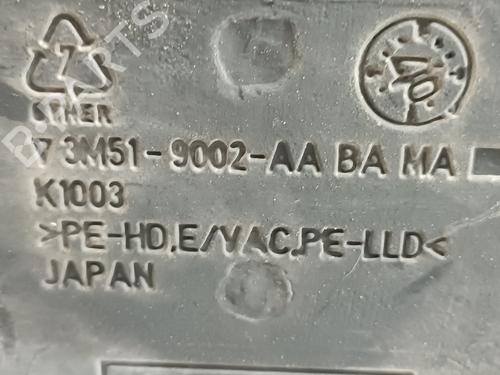 7
OTHER
7 3M51-9002-AA BA MA
K1003
>PE-HD,E/VAC,PE-LLD<
JAPAN